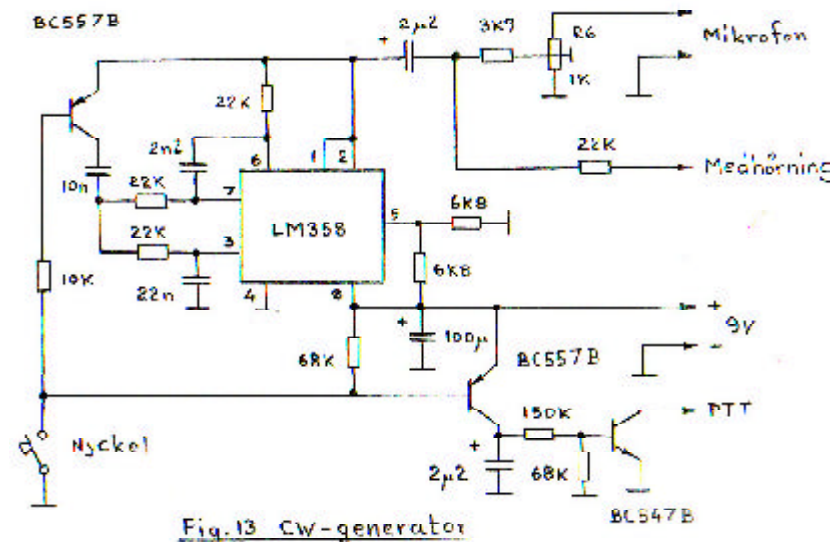 BC557B
2µ2
+
3K9
R6
1K
Mikrofon
22K
2n2
10n
22K
22K
22n
10K
6
1
2
7
3
5
4
8
LM358
6K8
6K8
22K
Medhörning
+
9V
-
+
100µ
68K
BC557B
PTT
150K
Nyckel
+
2µ2
68K
BC547B
Fig.13 CW-generator